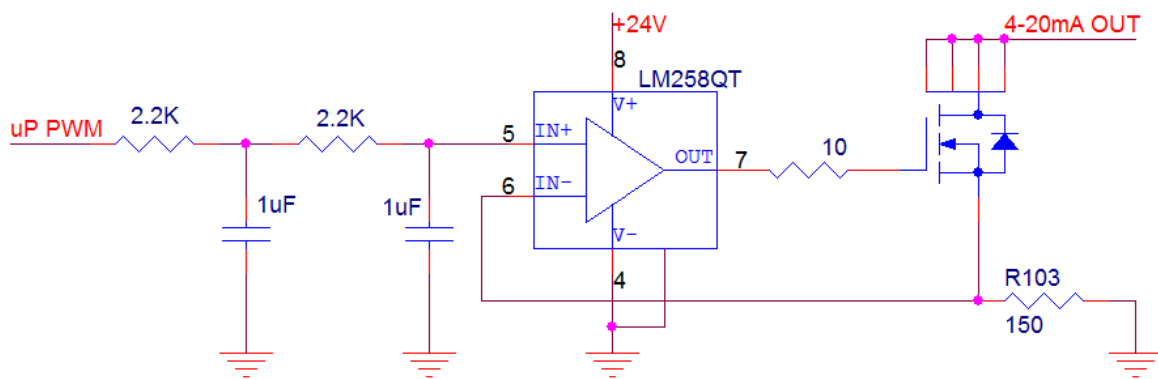 +24V
4-20mA OUT
8
LM258QT
2.2K
2.2K
V+
uP PWM
5
IN+
10
OUT
7
6
IN-
1uF
1uF
V-
4
R103
150